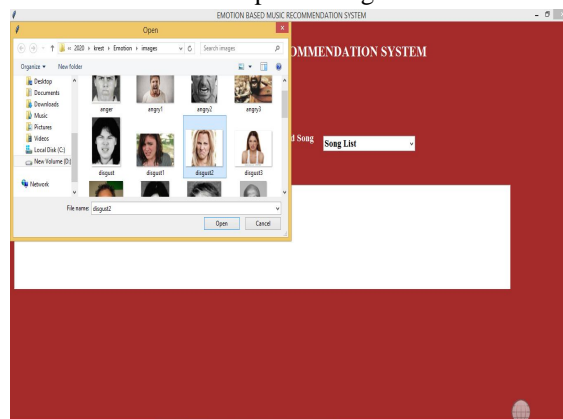 EMOTION BASED MUSIC RECOMMENDATION SYSTEM
Open
« 2020 › krest › Emotion › images
Search images
Organize
New folder
Desktop
Documents
Downloads
Music
Pictures
Videos
Local Disk (C:)
New Volume (D:)
Network
anger
angry1
angry2
angry3
disgust
disgust1
disgust2
disgust3
File name:
disgust2
Open
Cancel
OMMENDATION SYSTEM
d Song
Song List